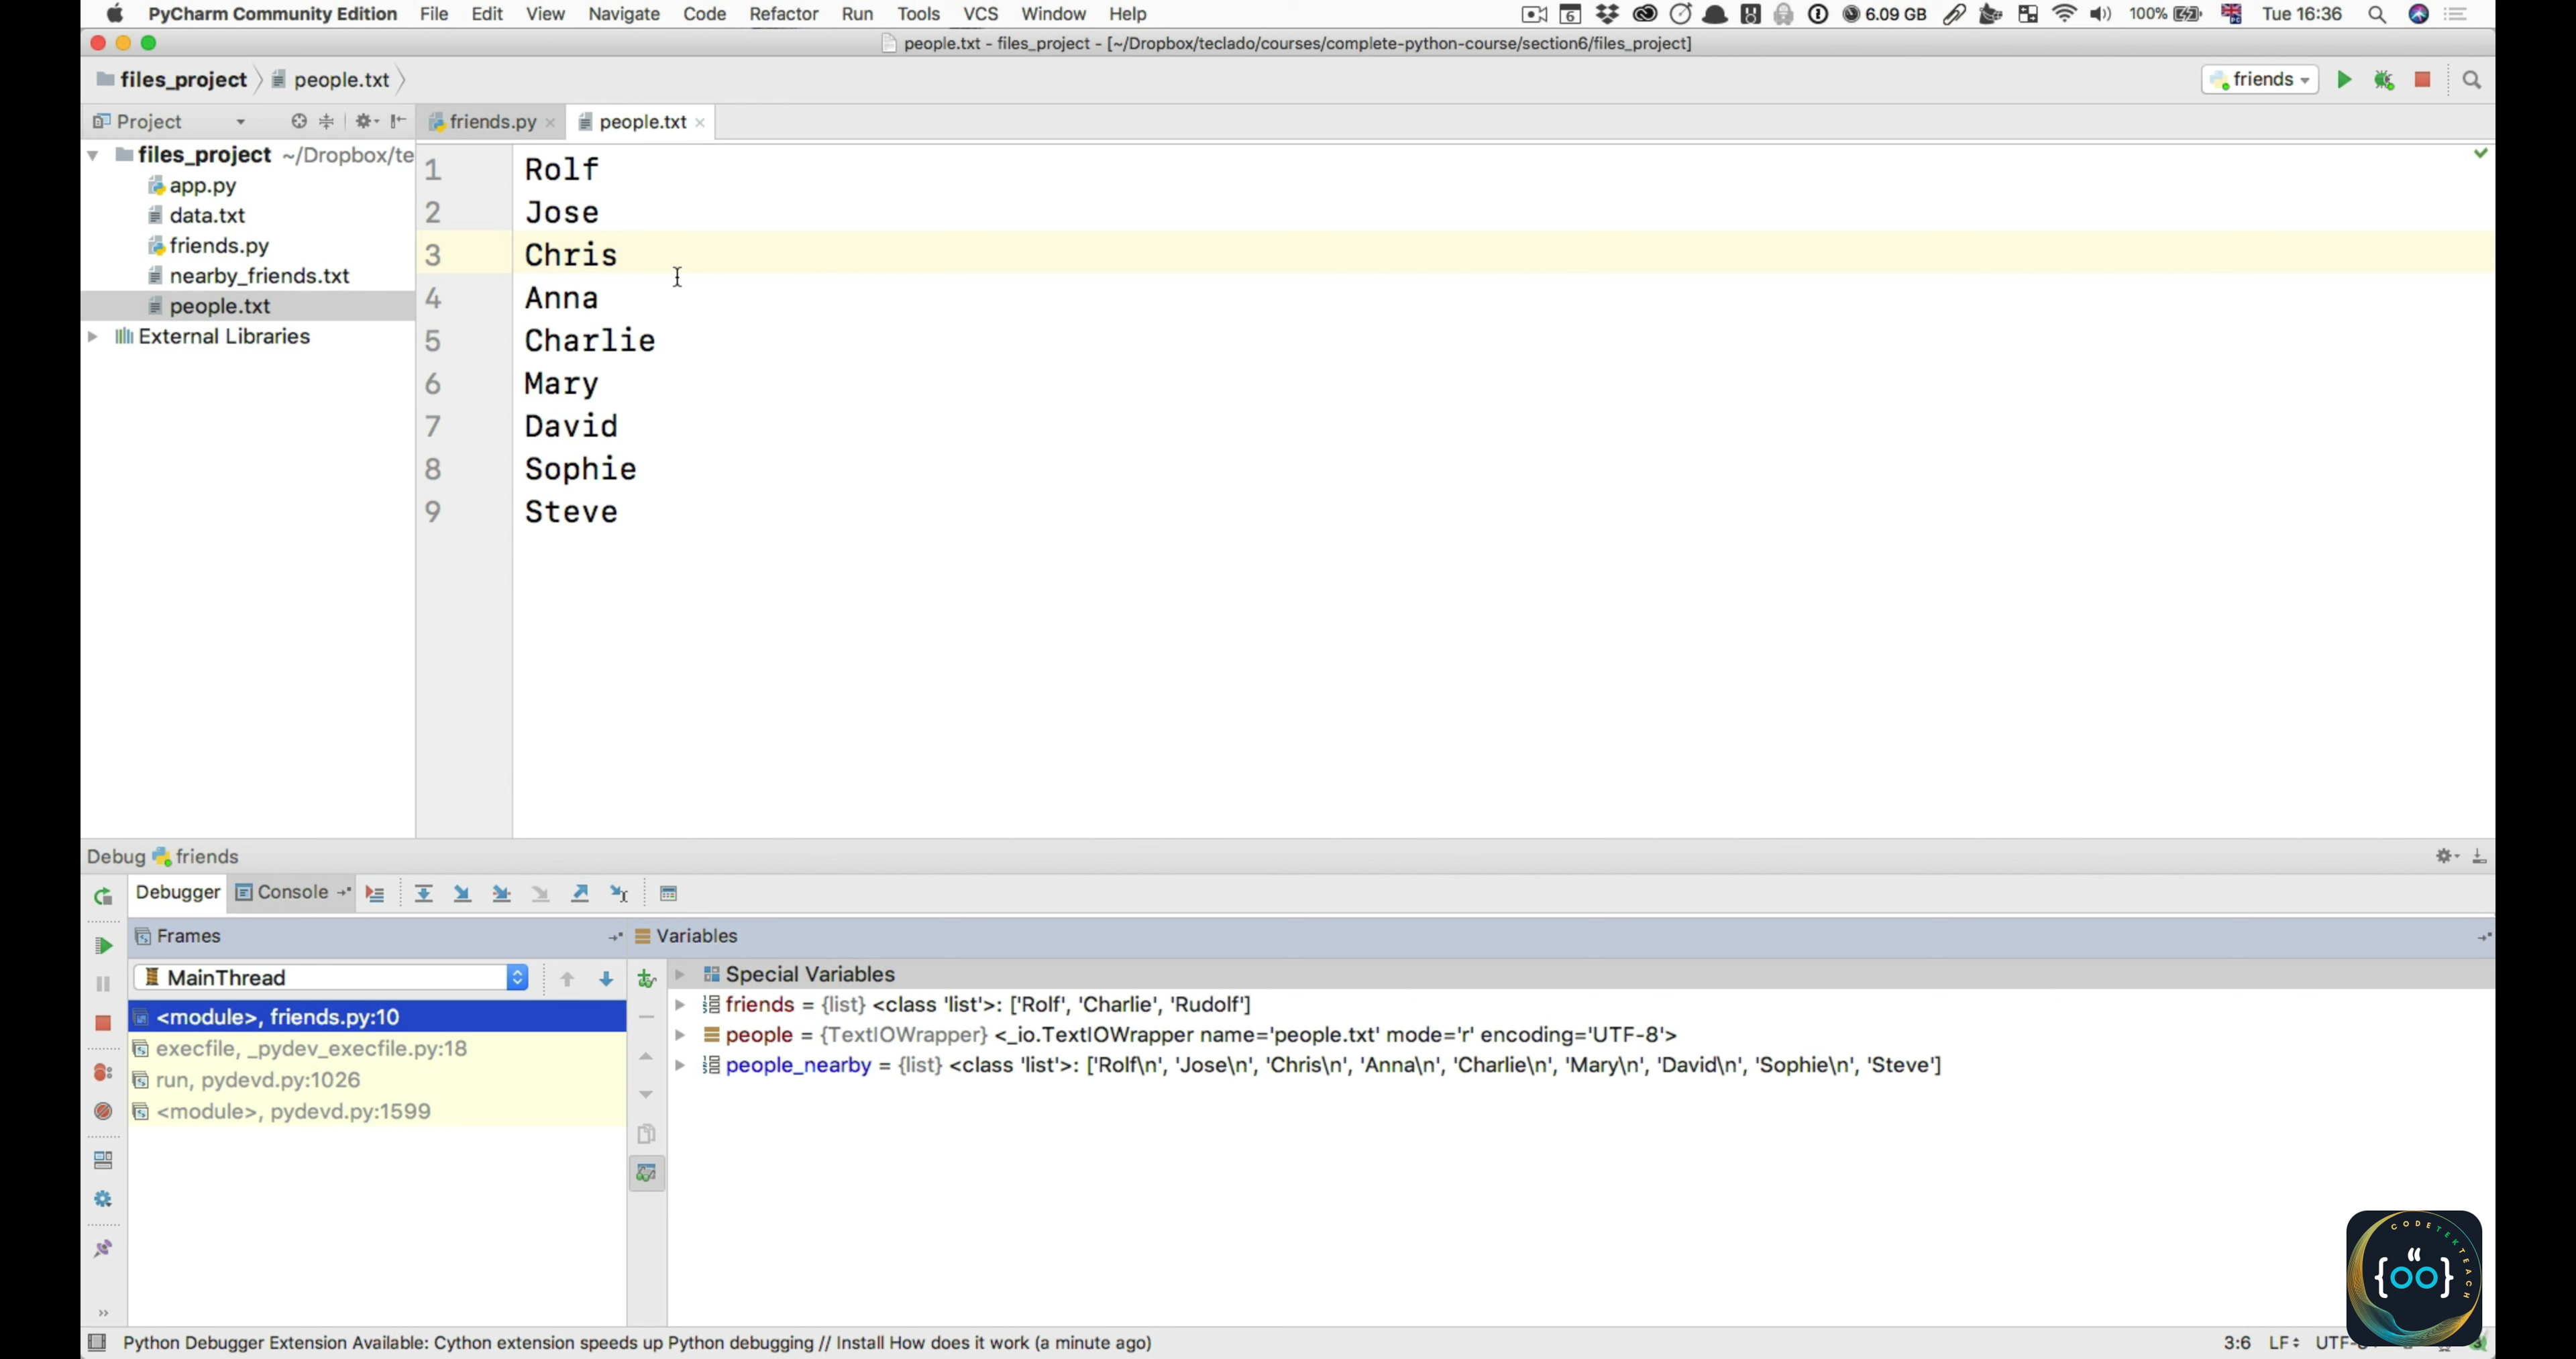 PyCharm Community Edition File Edit View Navigate Code Refactor Run Tools VCS Window Help 6 6.09 GB 100% Tue 16:36
people.txt - files_project - [~/Dropbox/teclado/courses/complete-python-course/section6/files_project]
files_project people.txt friends
Project friends.py people.txt
files_project ~/Dropbox/te
app.py
data.txt
friends.py
nearby_friends.txt
people.txt
External Libraries
1 Rolf
2 Jose
3 Chris
4 Anna
5 Charlie
6 Mary
7 David
8 Sophie
9 Steve
Debug friends
Debugger Console
Frames Variables
MainThread
<module>, friends.py:10
execfile, _pydev_execfile.py:18
run, pydevd.py:1026
<module>, pydevd.py:1599
Special Variables
friends = {list} <class 'list'>: ['Rolf', 'Charlie', 'Rudolf']
people = {TextIOWrapper} <_io.TextIOWrapper name='people.txt' mode='r' encoding='UTF-8'>
people_nearby = {list} <class 'list'>: ['Rolf\n', 'Jose\n', 'Chris\n', 'Anna\n', 'Charlie\n', 'Mary\n', 'David\n', 'Sophie\n', 'Steve']
CODETEKTEACH
Python Debugger Extension Available: Cython extension speeds up Python debugging // Install How does it work (a minute ago) 3:6 LF